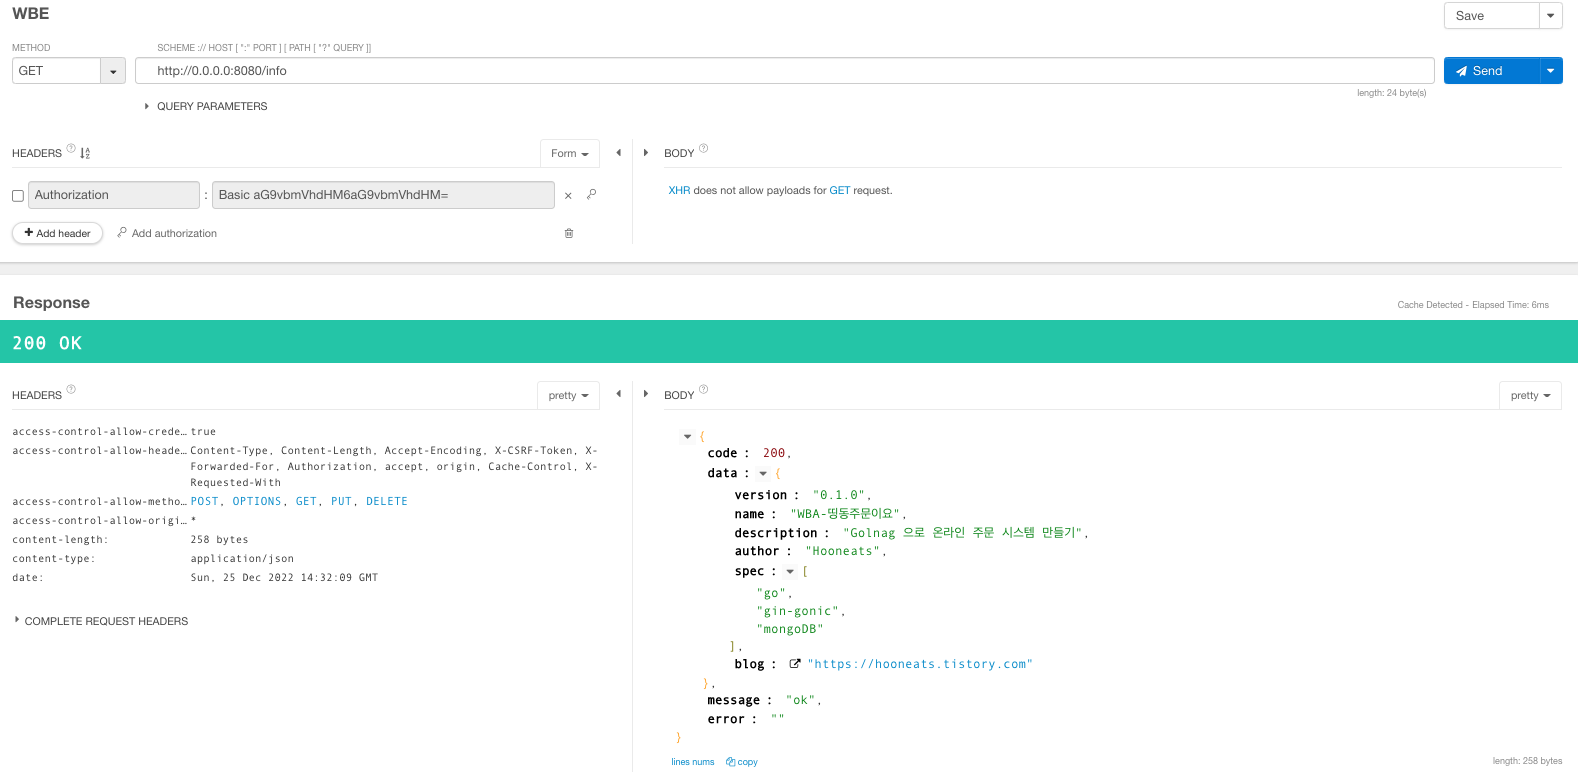 WBE
Save
METHOD
SCHEME :// HOST [ ":" PORT ] [ PATH [ "?" QUERY ]]
GET
http://0.0.0.0:8080/info
Send
length: 24 byte(s)
QUERY PARAMETERS
HEADERS
Form
BODY
Authorization : Basic aG9vbmVhdHM6aG9vbmVhdHM=
XHR does not allow payloads for GET request.
+ Add header
Add authorization
Response
Cache Detected - Elapsed Time: 6ms
200 OK
HEADERS
pretty
BODY
pretty
access-control-allow-crede… true
access-control-allow-heade… Content-Type, Content-Length, Accept-Encoding, X-CSRF-Token, X-
Forwarded-For, Authorization, accept, origin, Cache-Control, X-
Requested-With
access-control-allow-metho… POST, OPTIONS, GET, PUT, DELETE
access-control-allow-origi… *
content-length: 258 bytes
content-type: application/json
date: Sun, 25 Dec 2022 14:32:09 GMT
COMPLETE REQUEST HEADERS
{
code : 200,
data : {
version : "0.1.0",
name : "WBA-띵동주문이요",
description : "Golnag 으로 온라인 주문 시스템 만들기",
author : "Hooneats",
spec : [
"go",
"gin-gonic",
"mongoDB"
],
blog : "https://hooneats.tistory.com"
},
message : "ok",
error : ""
}
lines nums
copy
length: 258 bytes